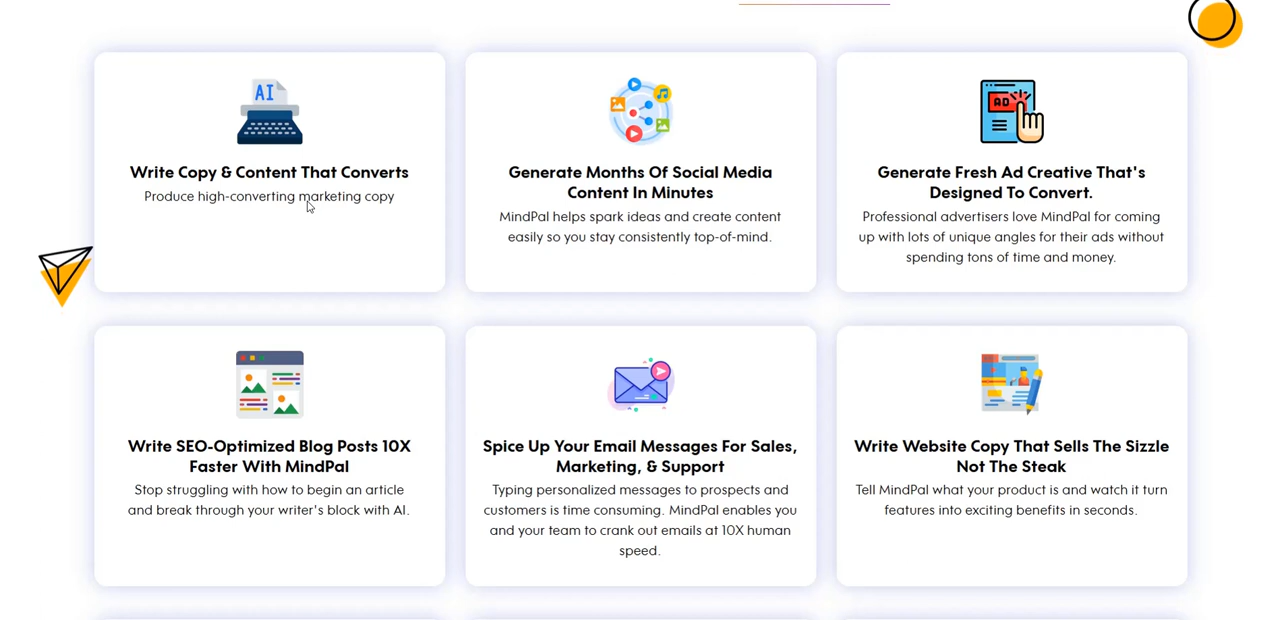 AI
Write Copy & Content That Converts
Produce high-converting marketing copy
Generate Months Of Social Media
Content In Minutes
MindPal helps spark ideas and create content
easily so you stay consistently top-of-mind.
AD
Generate Fresh Ad Creative That's
Designed To Convert.
Professional advertisers love MindPal for coming
up with lots of unique angles for their ads without
spending tons of time and money.
Write SEO-Optimized Blog Posts 10X
Faster With MindPal
Stop struggling with how to begin an article
and break through your writer's block with AI.
Spice Up Your Email Messages For Sales,
Marketing, & Support
Typing personalized messages to prospects and
customers is time consuming. MindPal enables you
and your team to crank out emails at 10X human
speed.
Write Website Copy That Sells The Sizzle
Not The Steak
Tell MindPal what your product is and watch it turn
features into exciting benefits in seconds.